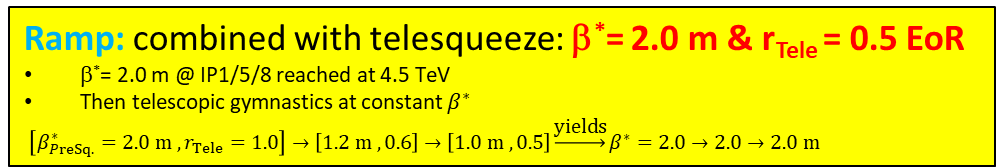 Ramp: combined with telesqueeze: β*= 2.0 m & rTele = 0.5 EoR
• β*= 2.0 m @ IP1/5/8 reached at 4.5 TeV
• Then telescopic gymnastics at constant β*
[β*PreSq. = 2.0 m , rTele = 1.0] → [1.2 m , 0.6] → [1.0 m , 0.5] yields→ β* = 2.0 → 2.0 → 2.0 m